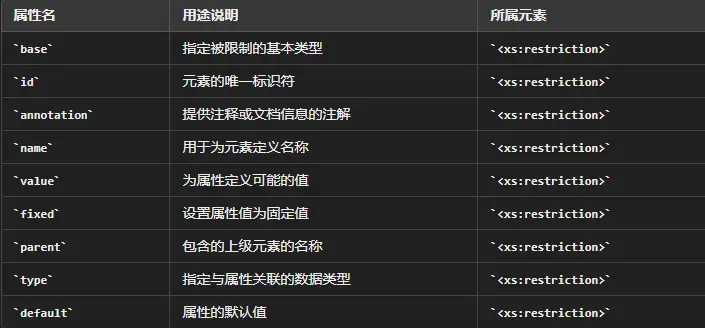 属性名 用途说明 所属元素
`base` 指定被限制的基本类型 `<xs:restriction>`
`id` 元素的唯一标识符 `<xs:restriction>`
`annotation` 提供注释或文档信息的注解 `<xs:restriction>`
`name` 用于为元素定义名称 `<xs:restriction>`
`value` 为属性定义可能的值 `<xs:restriction>`
`fixed` 设置属性值为固定值 `<xs:restriction>`
`parent` 包含的上级元素的名称 `<xs:restriction>`
`type` 指定与属性关联的数据类型 `<xs:restriction>`
`default` 属性的默认值 `<xs:restriction>`